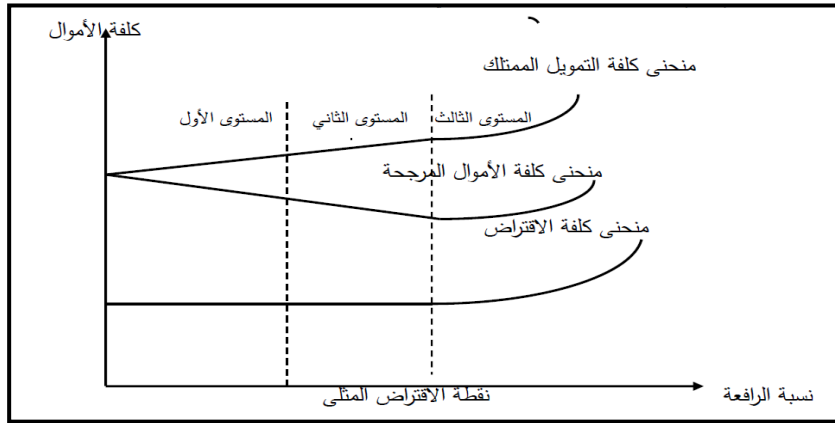 كلفة الأموال
منحنى كلفة التمويل الممتلك
المستوى الأول
المستوى الثاني
المستوى الثالث
منحنى كلفة الأموال المرجحة
منحنى كلفة الاقتراض
نقطة الاقتراض المثلى
نسبة الرافعة